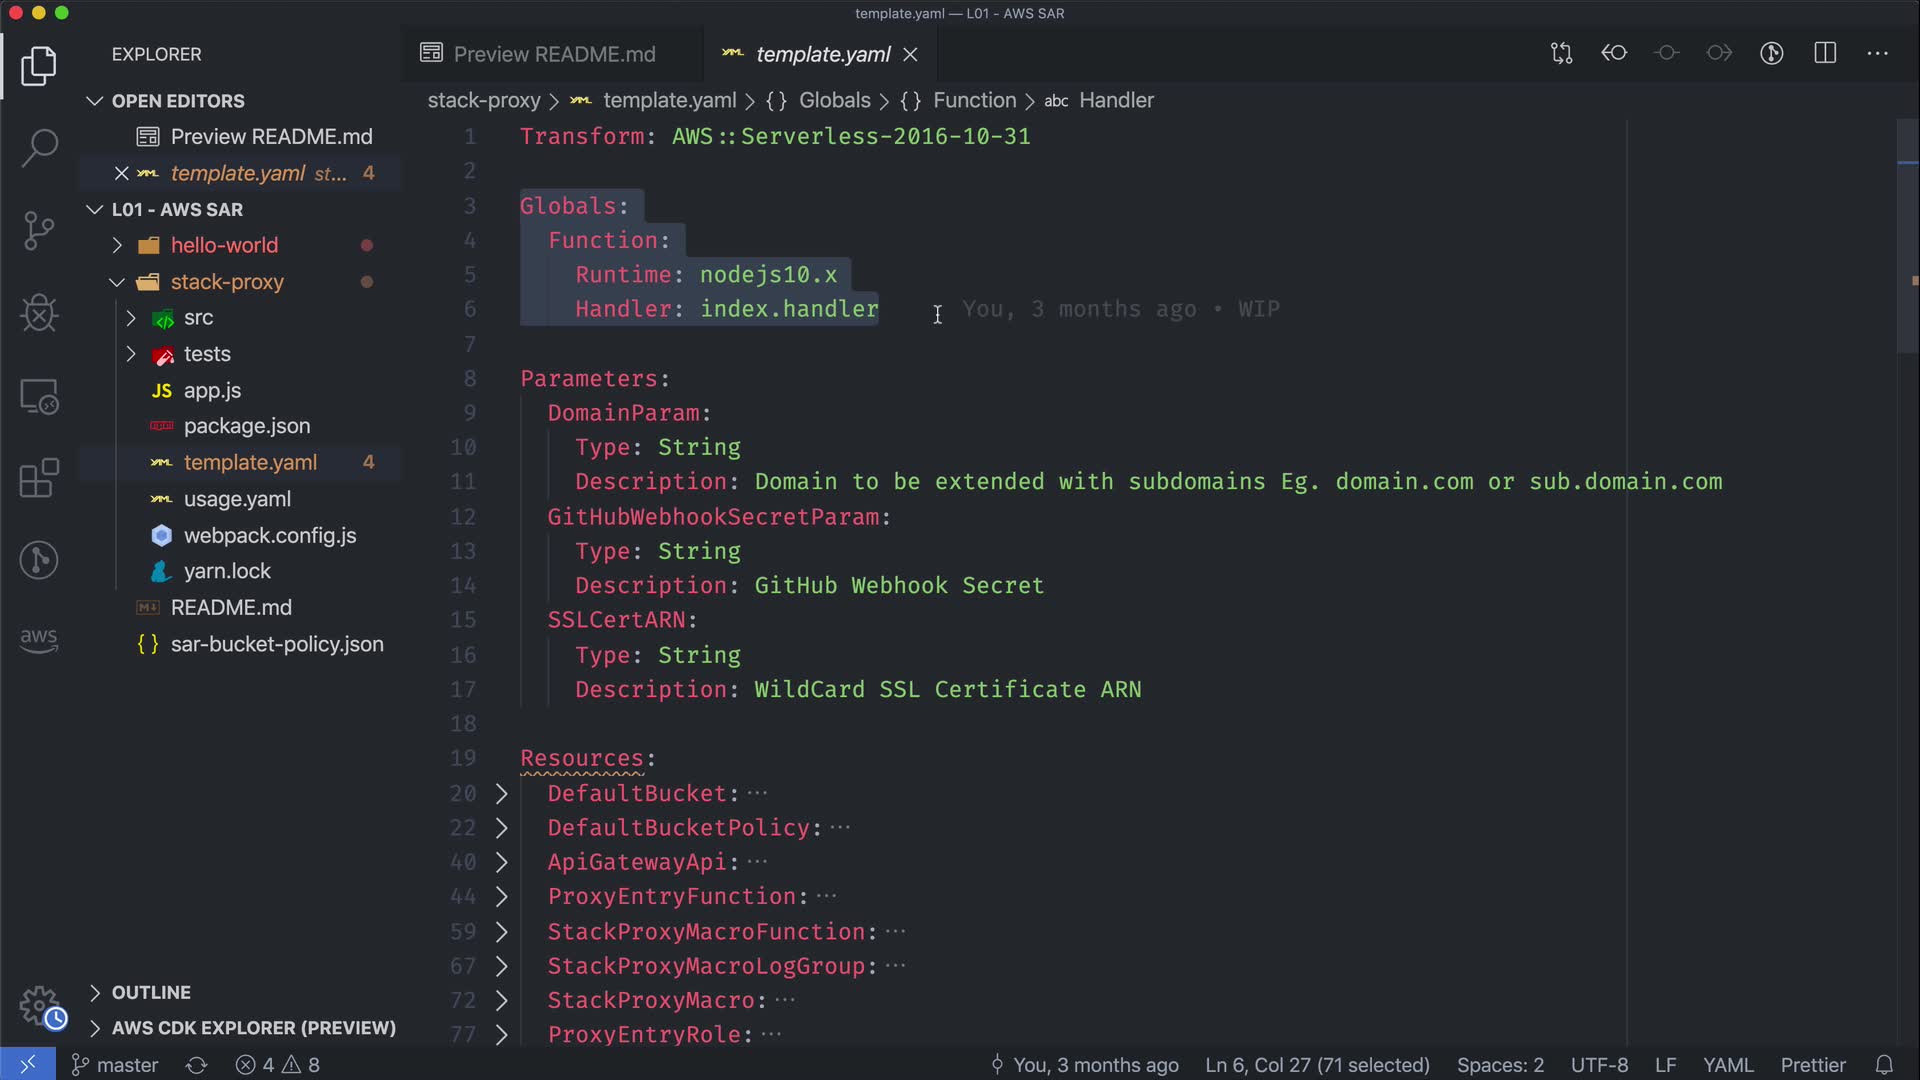 template.yaml — L01 - AWS SAR
EXPLORER
Preview README.md
template.yaml
OPEN EDITORS
Preview README.md
template.yaml st... 4
L01 - AWS SAR
hello-world
stack-proxy
src
tests
JS app.js
package.json
template.yaml 4
usage.yaml
webpack.config.js
yarn.lock
README.md
{ } sar-bucket-policy.json
aws
OUTLINE
AWS CDK EXPLORER (PREVIEW)
stack-proxy > template.yaml > {} Globals > {} Function > abc Handler
1 Transform: AWS::Serverless-2016-10-31
2
3 Globals:
4 Function:
5 Runtime: nodejs10.x
6 Handler: index.handler You, 3 months ago • WIP
7
8 Parameters:
9 DomainParam:
10 Type: String
11 Description: Domain to be extended with subdomains Eg. domain.com or sub.domain.com
12 GitHubWebhookSecretParam:
13 Type: String
14 Description: GitHub Webhook Secret
15 SSLCertARN:
16 Type: String
17 Description: WildCard SSL Certificate ARN
18
19 Resources:
20 DefaultBucket: ...
22 DefaultBucketPolicy: ...
40 ApiGatewayApi: ...
44 ProxyEntryFunction: ...
59 StackProxyMacroFunction: ...
67 StackProxyMacroLogGroup: ...
72 StackProxyMacro: ...
77 ProxyEntryRole: ...
master 4 8 You, 3 months ago Ln 6, Col 27 (71 selected) Spaces: 2 UTF-8 LF YAML Prettier